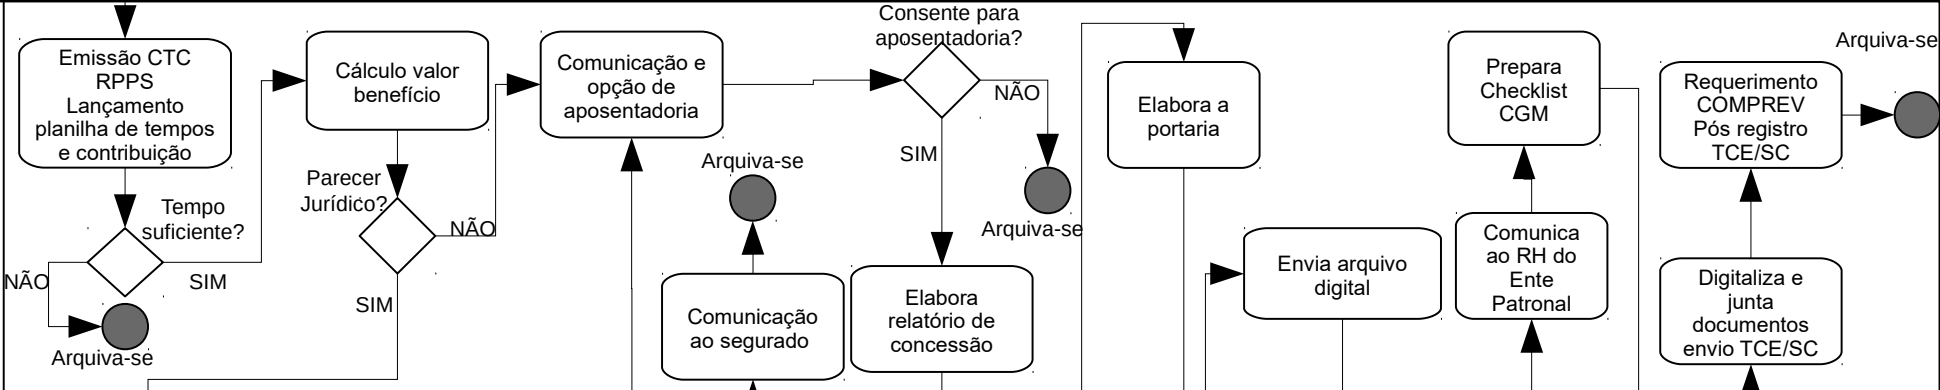 Emissão CTC
RPPS
Lançamento
planilha de tempos
e contribuição
Tempo
suficiente?
NÃO
SIM
Arquiva-se
Cálculo valor
benefício
Parecer
Jurídico?
NÃO
SIM
Comunicação e
opção de
aposentadoria
Arquiva-se
Comunicação
ao segurado
Consente para
aposentadoria?
NÃO
SIM
Arquiva-se
Elabora
relatório de
concessão
Elabora a
portaria
Envia arquivo
digital
Prepara
Checklist
CGM
Comunica
ao RH do
Ente
Patronal
Requerimento
COMPREV
Pós registro
TCE/SC
Arquiva-se
Digitaliza e
junta
documentos
envio TCE/SC